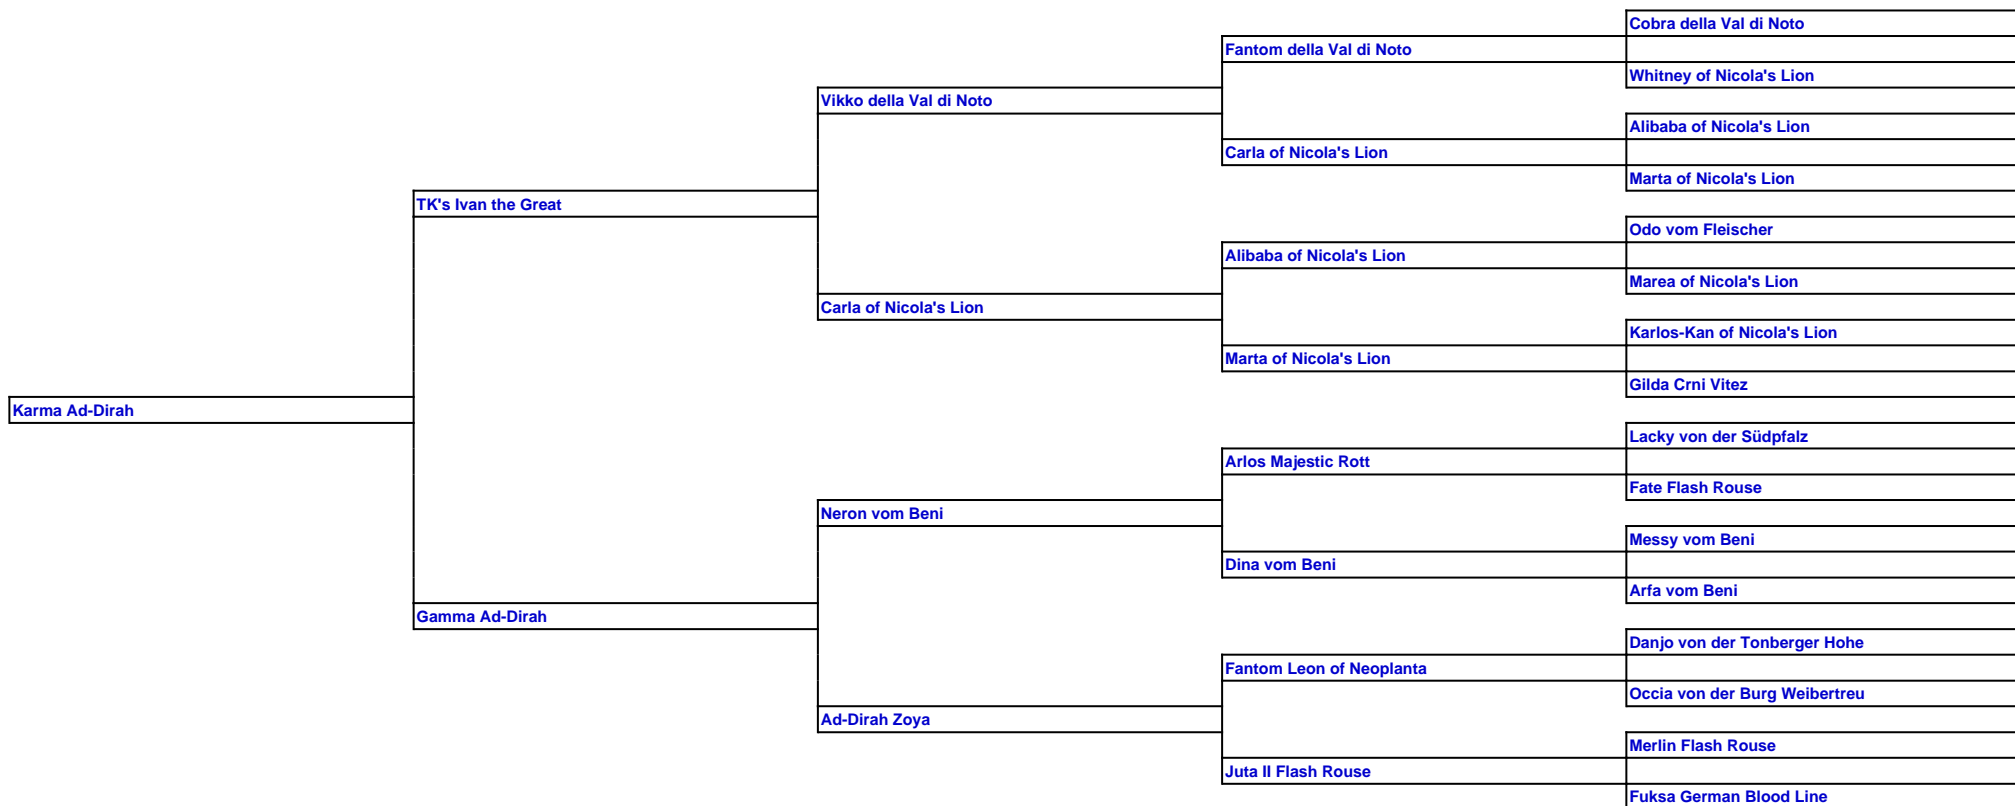 Cobra della Val di Noto
Fantom della Val di Noto
Whitney of Nicola's Lion
Vikko della Val di Noto
Alibaba of Nicola's Lion
Carla of Nicola's Lion
Marta of Nicola's Lion
TK's Ivan the Great
Odo vom Fleischer
Alibaba of Nicola's Lion
Marea of Nicola's Lion
Carla of Nicola's Lion
Karlos-Kan of Nicola's Lion
Marta of Nicola's Lion
Gilda Crni Vitez
Karma Ad-Dirah
Lacky von der Südpfalz
Arlos Majestic Rott
Fate Flash Rouse
Neron vom Beni
Messy vom Beni
Dina vom Beni
Arfa vom Beni
Gamma Ad-Dirah
Danjo von der Tonberger Hohe
Fantom Leon of Neoplanta
Occia von der Burg Weibertreu
Ad-Dirah Zoya
Merlin Flash Rouse
Juta II Flash Rouse
Fuksa German Blood Line